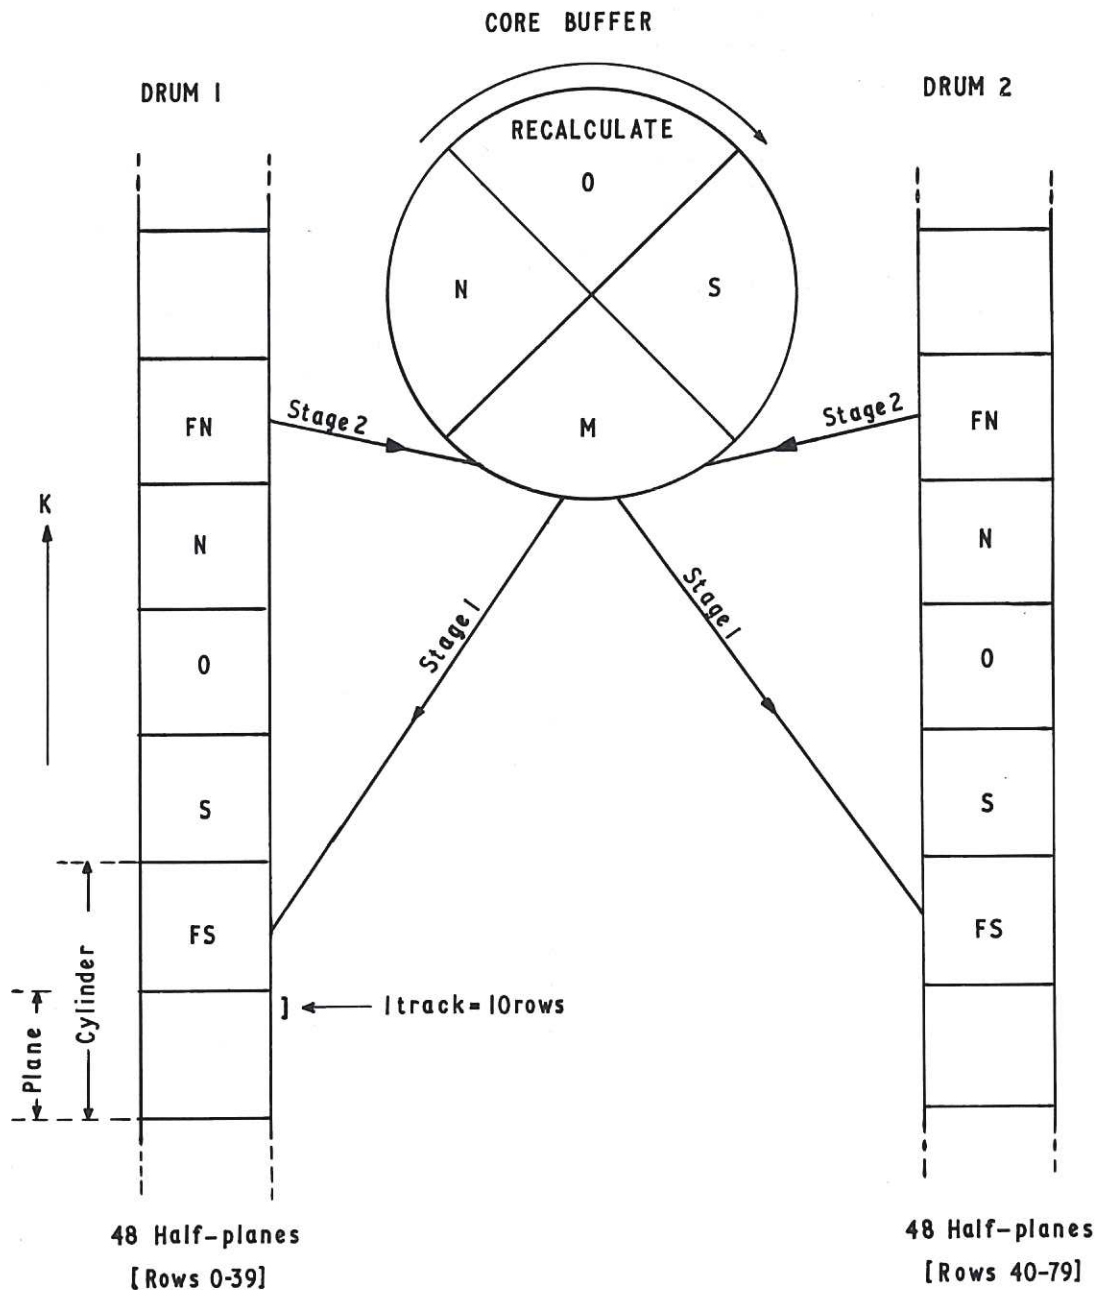 CORE BUFFER
DRUM 1
DRUM 2
RECALCULATE
O
N
S
M
Stage 2
Stage 2
FN
FN
K
N
N
Stage 1
Stage 1
O
O
S
S
FS
FS
Cylinder
Plane
] ← 1 track = 10 rows
48 Half-planes
[Rows 0-39]
48 Half-planes
[Rows 40-79]